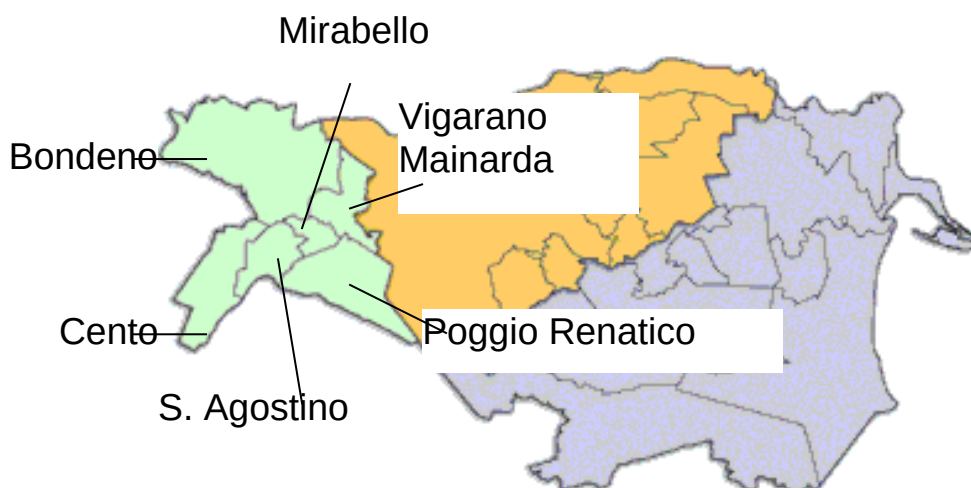 Mirabello
Vigarano
Mainarda
Bondeno
Cento
Poggio Renatico
S. Agostino